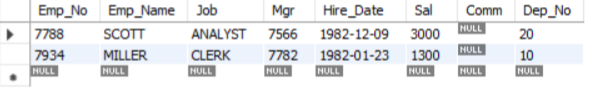 Emp_No Emp_Name Job Mgr Hire_Date Sal Comm Dep_No
7788 SCOTT ANALYST 7566 1982-12-09 3000 NULL 20
7934 MILLER CLERK 7782 1982-01-23 1300 NULL 10
NULL NULL NULL NULL NULL NULL NULL NULL